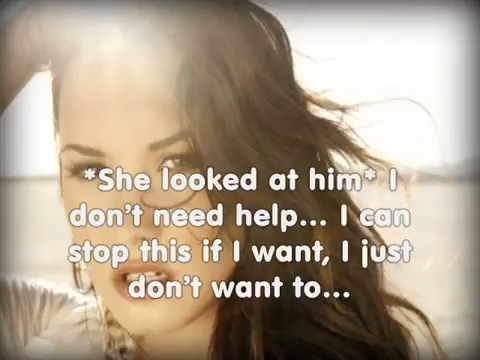 *She looked at him* I
don't need help... I can
stop this if I want, I just
don't want to...